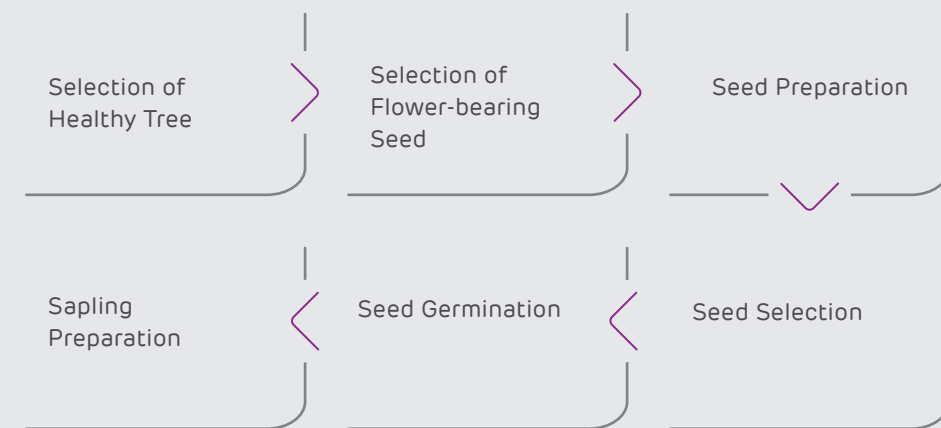 Selection of
Healthy Tree
Selection of
Flower-bearing
Seed
Seed Preparation
Seed Selection
Seed Germination
Sapling
Preparation